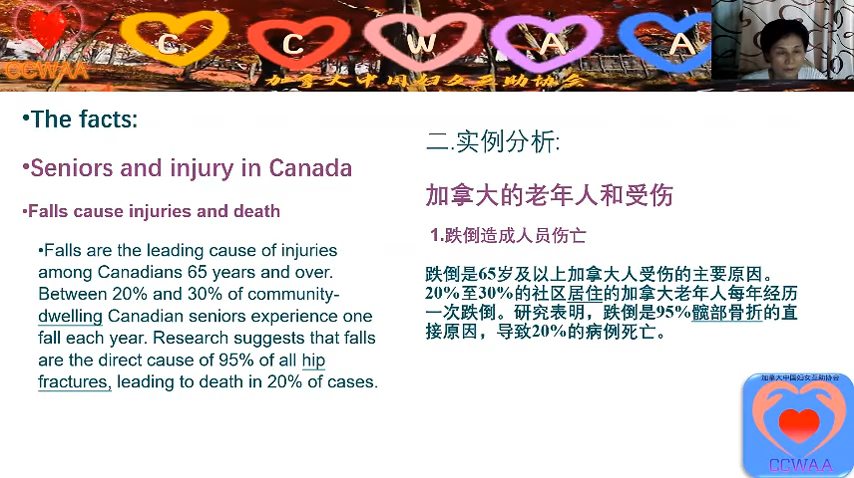 C C W A A
CCWAA
加拿大中国妇女互助协会
•The facts:
•Seniors and injury in Canada
•Falls cause injuries and death
•Falls are the leading cause of injuries
among Canadians 65 years and over.
Between 20% and 30% of community-
dwelling Canadian seniors experience one
fall each year. Research suggests that falls
are the direct cause of 95% of all hip
fractures, leading to death in 20% of cases.
二.实例分析:
加拿大的老年人和受伤
1.跌倒造成人员伤亡
跌倒是65岁及以上加拿大人受伤的主要原因。
20%至30%的社区居住的加拿大老年人每年经历
一次跌倒。研究表明，跌倒是95%髋部骨折的直
接原因，导致20%的病例死亡。
加拿大中国妇女互助协会
CCWAA